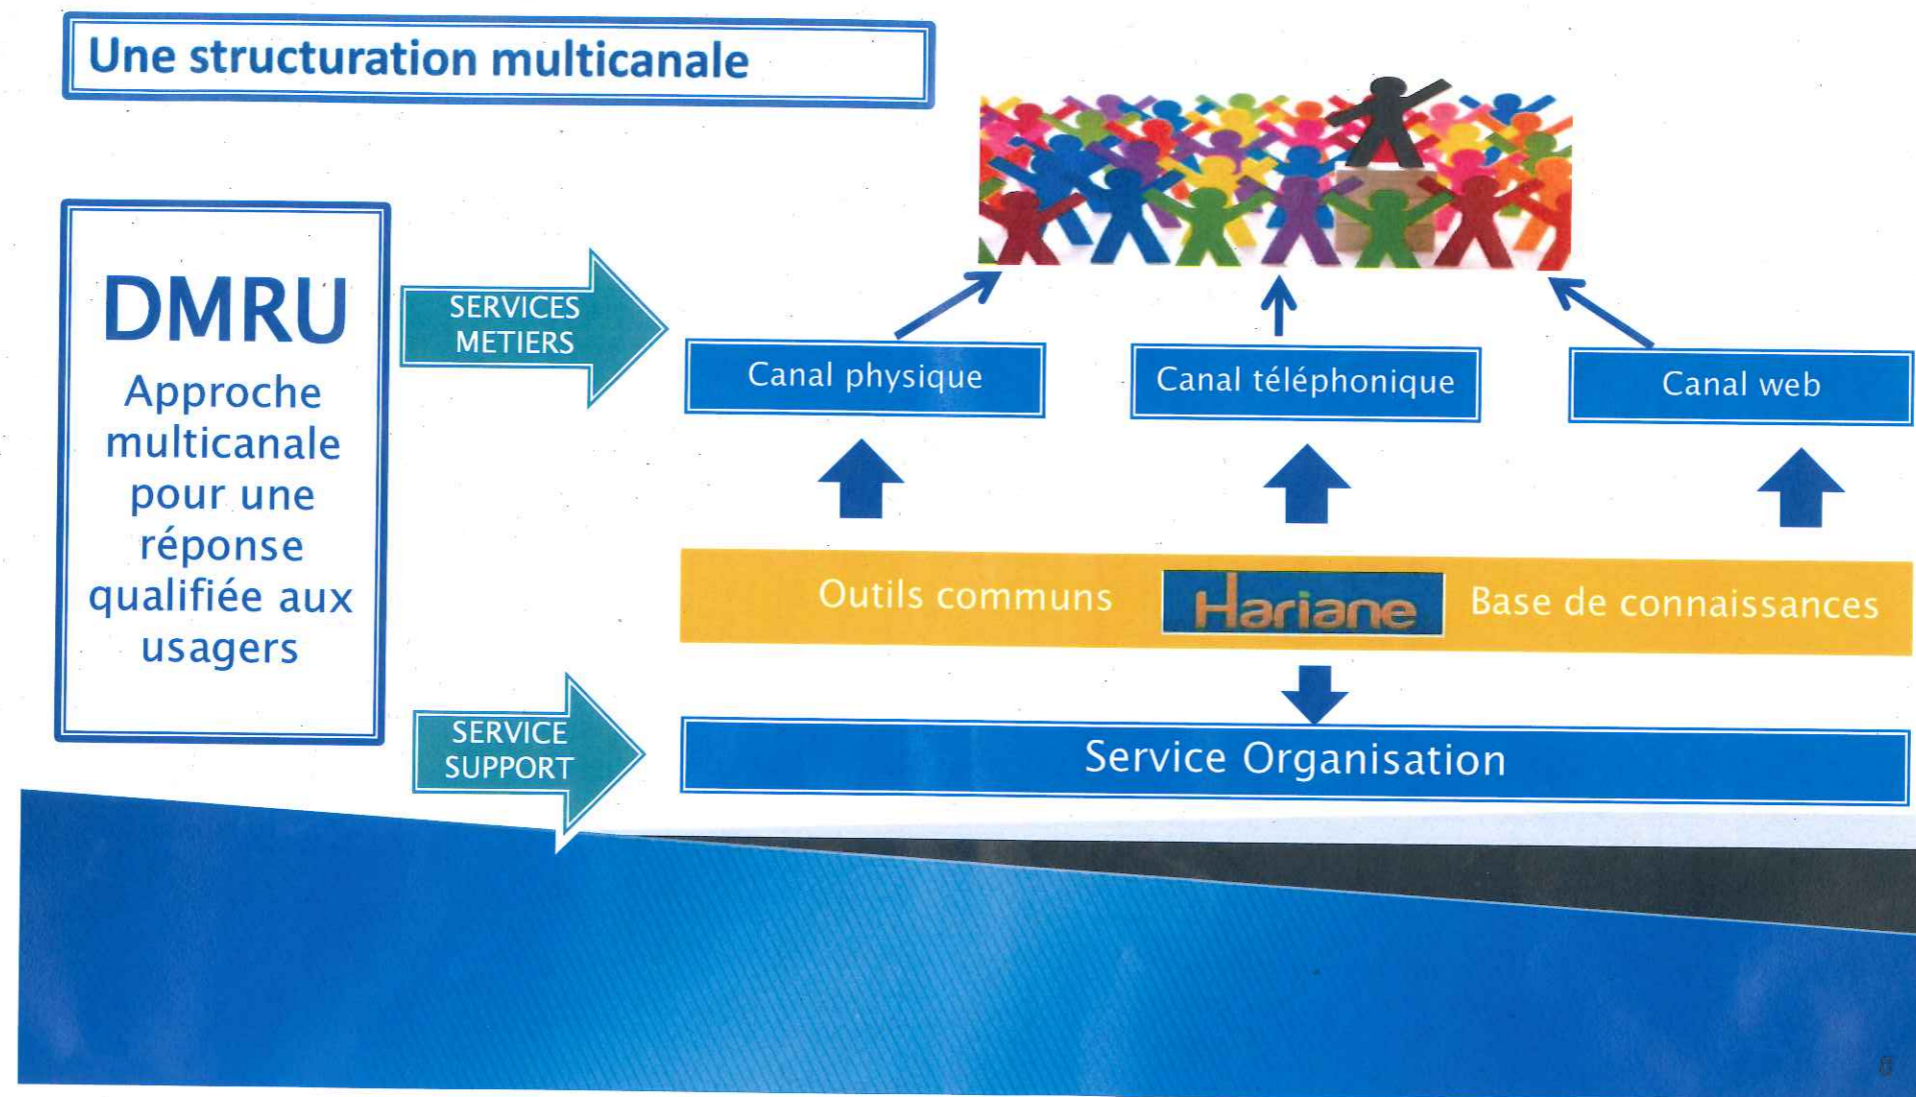 Une structuration multicanale
DMRU
Approche
multicanale
pour une
réponse
qualifiée aux
usagers
SERVICES
METIERS
Canal physique
Canal téléphonique
Canal web
Outils communs
Hariane
Base de connaissances
SERVICE
SUPPORT
Service Organisation